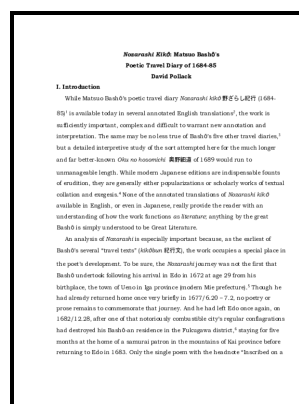 Nozarashi Kikō: Matsuo Bashō's
Poetic Travel Diary of 1684-85
David Pollack
I. Introduction
While Matsuo Bashō's poetic travel diary Nozarashi kikō 野ざらし紀行 (1684-
85)¹ is available today in several annotated English translations², the work is
sufficiently important, complex and difficult to warrant new annotation and
interpretation. The same may be no less true of Bashō's five other travel diaries,³
but a detailed interpretive study of the sort attempted here for the much longer
and far better-known Oku no hosomichi 奥野細道 of 1689 would run to
unmanageable length. While modern Japanese editions are indispensable founts
of erudition, they are generally either popularizations or scholarly works of textual
collation and exegesis.⁴ None of the annotated translations of Nozarashi kikō
available in English, or even in Japanese, really provide the reader with an
understanding of how the work functions as literature; anything by the great
Bashō is simply understood to be Great Literature.
An analysis of Nozarashi is especially important because, as the earliest of
Bashō's several "travel texts" (kikōbun 紀行文), the work occupies a special place in
the poet's development. To be sure, the Nozarashi journey was not the first that
Bashō undertook following his arrival in Edo in 1672 at age 29 from his
birthplace, the town of Ueno in Iga province (modern Mie prefecture).⁵ Though he
had already returned home once very briefly in 1677/6.20 – 7.2, no poetry or
prose remains to commemorate that journey. And he had left Edo once again, on
1682/12.28, after one of that notoriously combustible city's regular conflagrations
had destroyed his Bashō-an residence in the Fukagawa district,⁶ staying for five
months at the home of a samurai patron in the mountains of Kai province before
returning to Edo in 1683. Only the single poem with the headnote "Inscribed on a